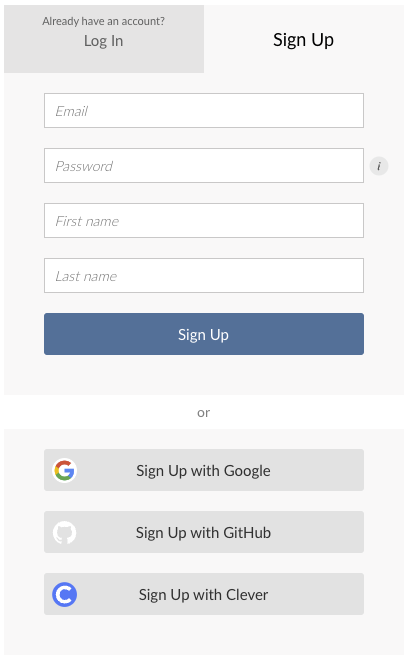 Already have an account?
Log In
Sign Up
Email
Password
i
First name
Last name
Sign Up
or
Sign Up with Google
Sign Up with GitHub
Sign Up with Clever